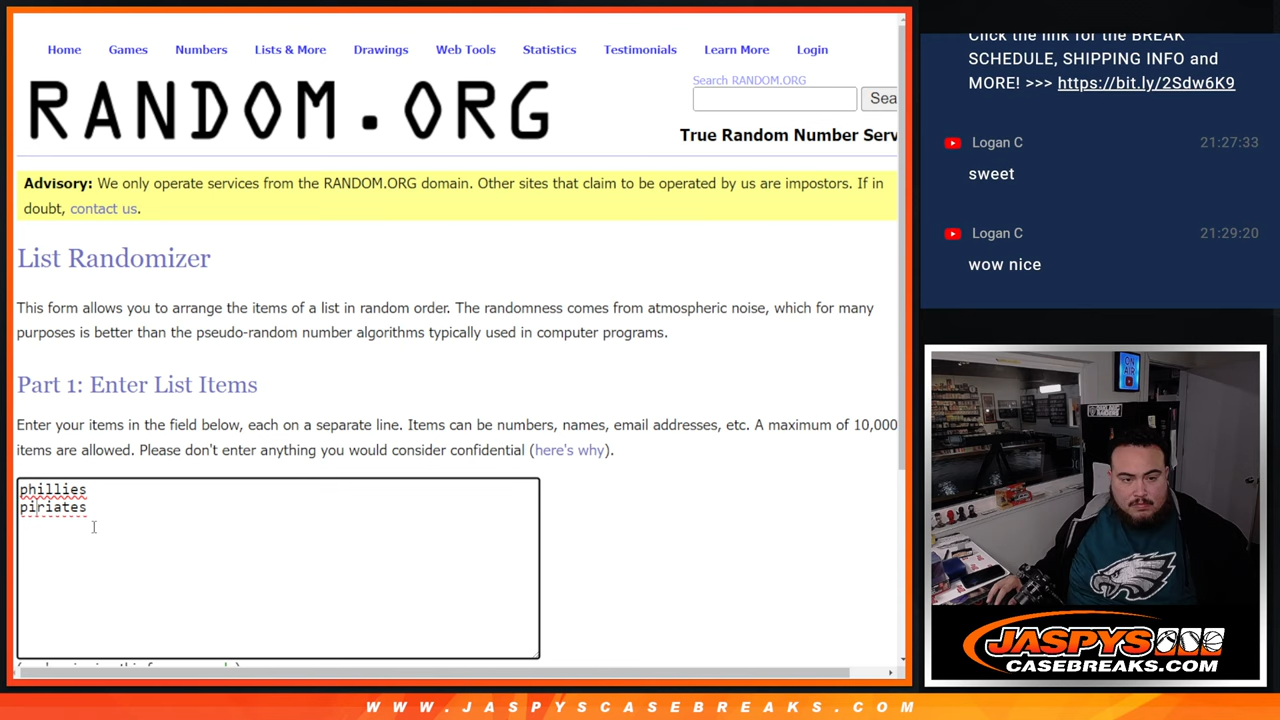 Home Games Numbers Lists & More Drawings Web Tools Statistics Testimonials Learn More Login
RANDOM.ORG
Search RANDOM.ORG
Sea
True Random Number Serv
Advisory: We only operate services from the RANDOM.ORG domain. Other sites that claim to be operated by us are impostors. If in
doubt, contact us.
List Randomizer
This form allows you to arrange the items of a list in random order. The randomness comes from atmospheric noise, which for many
purposes is better than the pseudo-random number algorithms typically used in computer programs.
Part 1: Enter List Items
Enter your items in the field below, each on a separate line. Items can be numbers, names, email addresses, etc. A maximum of 10,000
items are allowed. Please don't enter anything you would consider confidential (here's why).
phillies
piriates
Click the link for the BREAK
SCHEDULE, SHIPPING INFO and
MORE! >>> https://bit.ly/2Sdw6K9
Logan C 21:27:33
sweet
Logan C 21:29:20
wow nice
ON
AIR
JASPYS
CASEBREAKS.COM
WWW.JASPYSCASEBREAKS.COM